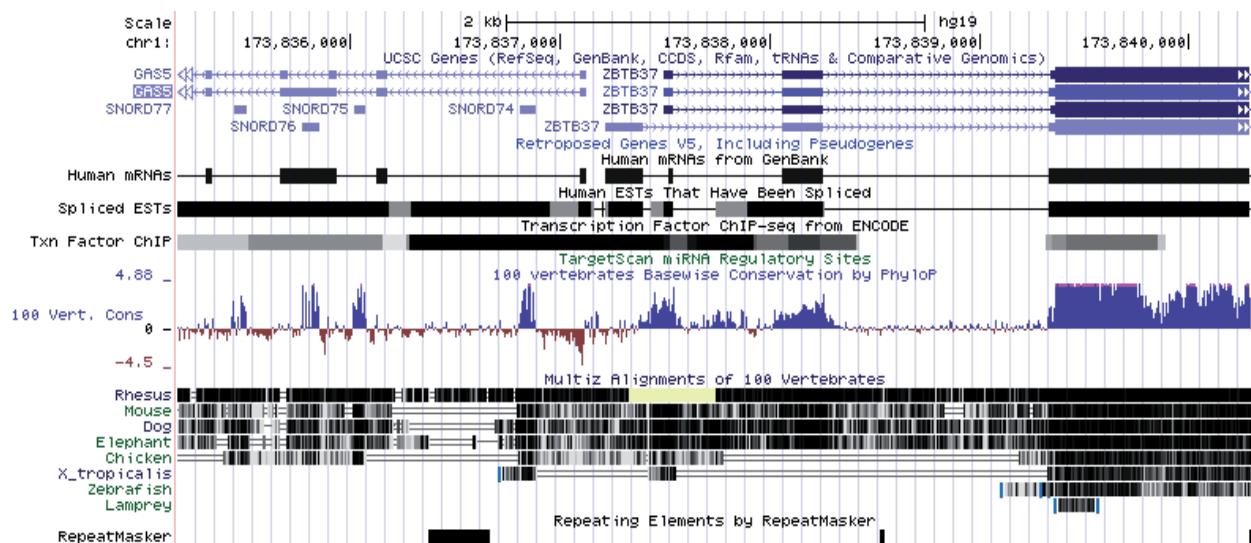 Scale 2 kb hg19
chr1: 173,836,000 173,837,000 173,838,000 173,839,000 173,840,000
UCSC Genes (RefSeq, GenBank, CCDS, Rfam, tRNAs & Comparative Genomics)
GAS5 ZBTB37
GAS5 ZBTB37
SNORD77 SNORD75 SNORD74 ZBTB37
SNORD76 ZBTB37
Retroposed Genes V5, Including Pseudogenes
Human mRNAs from GenBank
Human mRNAs
Human ESTs That Have Been Spliced
Spliced ESTs
Transcription Factor ChIP-seq from ENCODE
Txn Factor ChIP
TargetScan miRNA Regulatory Sites
4.88 _ 100 vertebrates Basewise Conservation by PhyloP
100 Vert. Cons
0 -
-4.5 _
Multiz Alignments of 100 Vertebrates
Rhesus
Mouse
Dog
Elephant
Chicken
X_tropicalis
Zebrafish
Lamprey
Repeating Elements by RepeatMasker
RepeatMasker